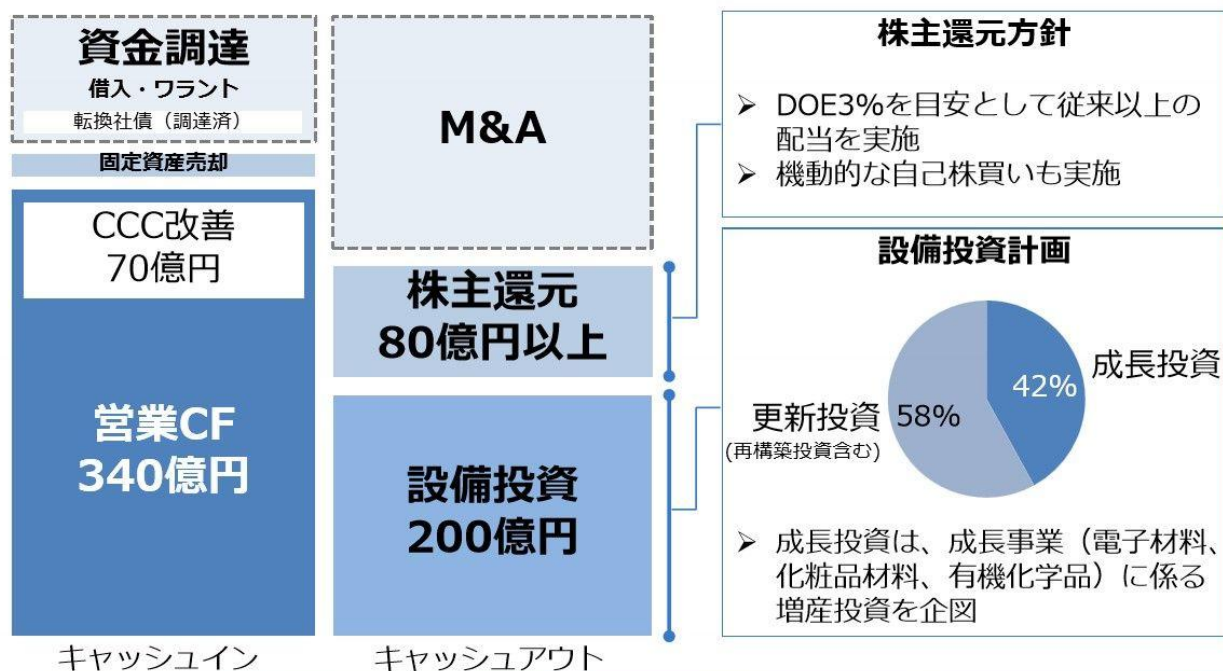 資金調達
借入・ワラント
転換社債（調達済）
固定資産売却
CCC改善
70億円
営業CF
340億円
キャッシュイン
M&A
株主還元
80億円以上
設備投資
200億円
キャッシュアウト
株主還元方針
➢ DOE3%を目安として従来以上の
配当を実施
➢ 機動的な自己株買いも実施
設備投資計画
42%
成長投資
更新投資
(再構築投資含む)
58%
➢ 成長投資は、成長事業（電子材料、
化粧品材料、有機化学品）に係る
増産投資を企図